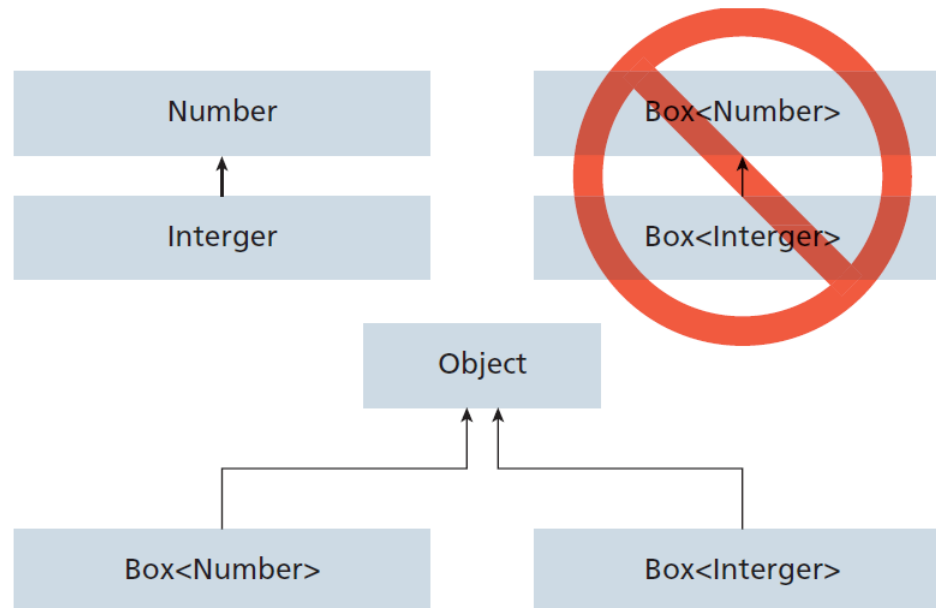 Number
Box<Number>
Interger
Box<Interger>
Object
Box<Number>
Box<Interger>